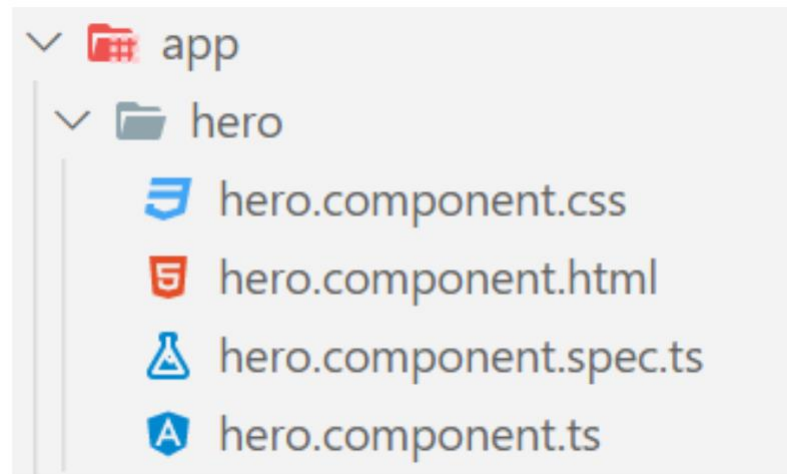 app
hero
hero.component.css
hero.component.html
hero.component.spec.ts
hero.component.ts